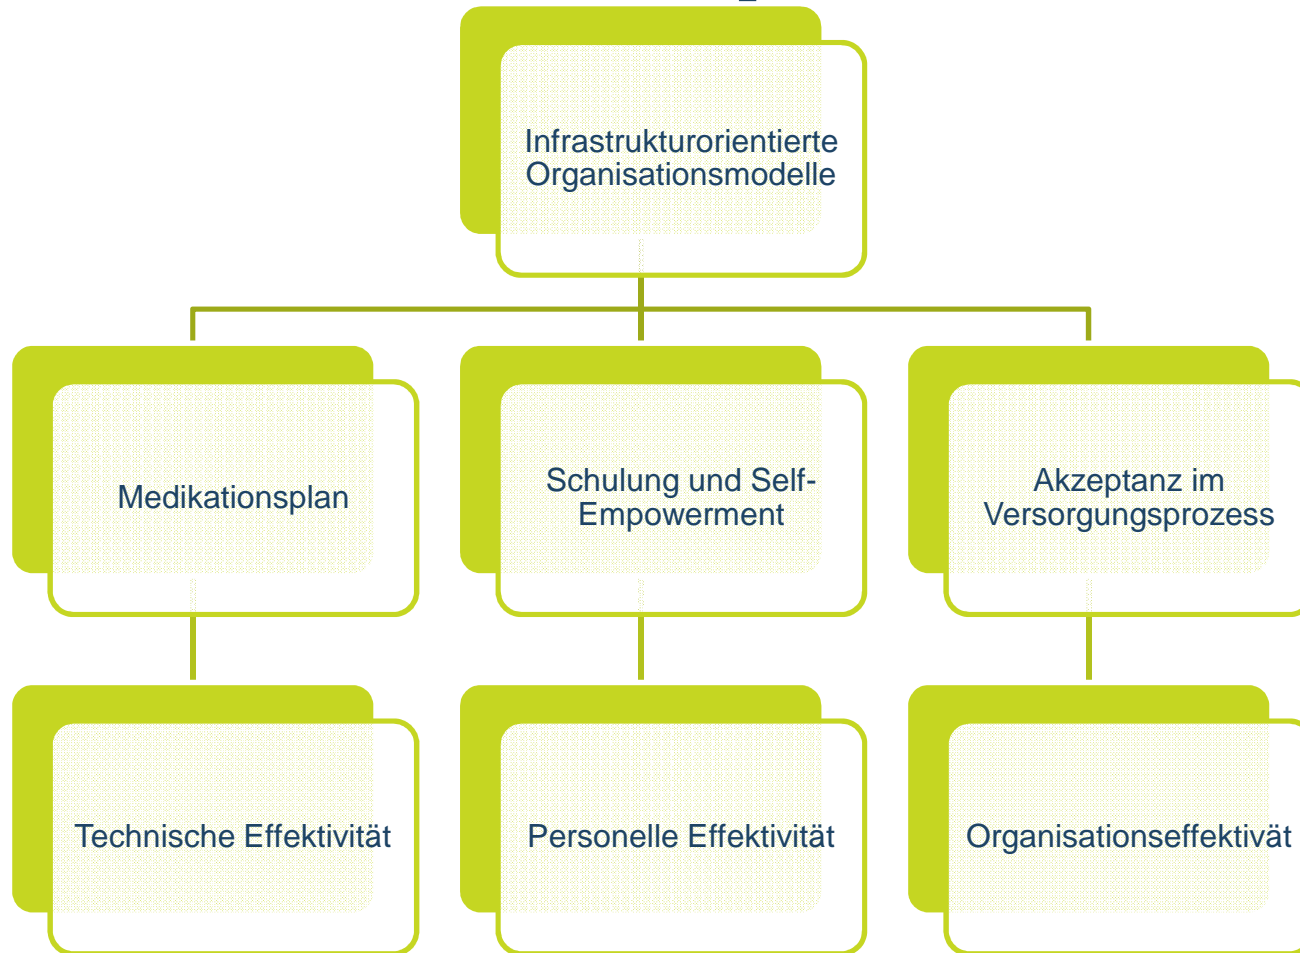 Infrastrukturorientierte
Organisationsmodelle
Medikationsplan
Schulung und Self-
Empowerment
Akzeptanz im
Versorgungsprozess
Technische Effektivität
Personelle Effektivität
Organisationseffektivät